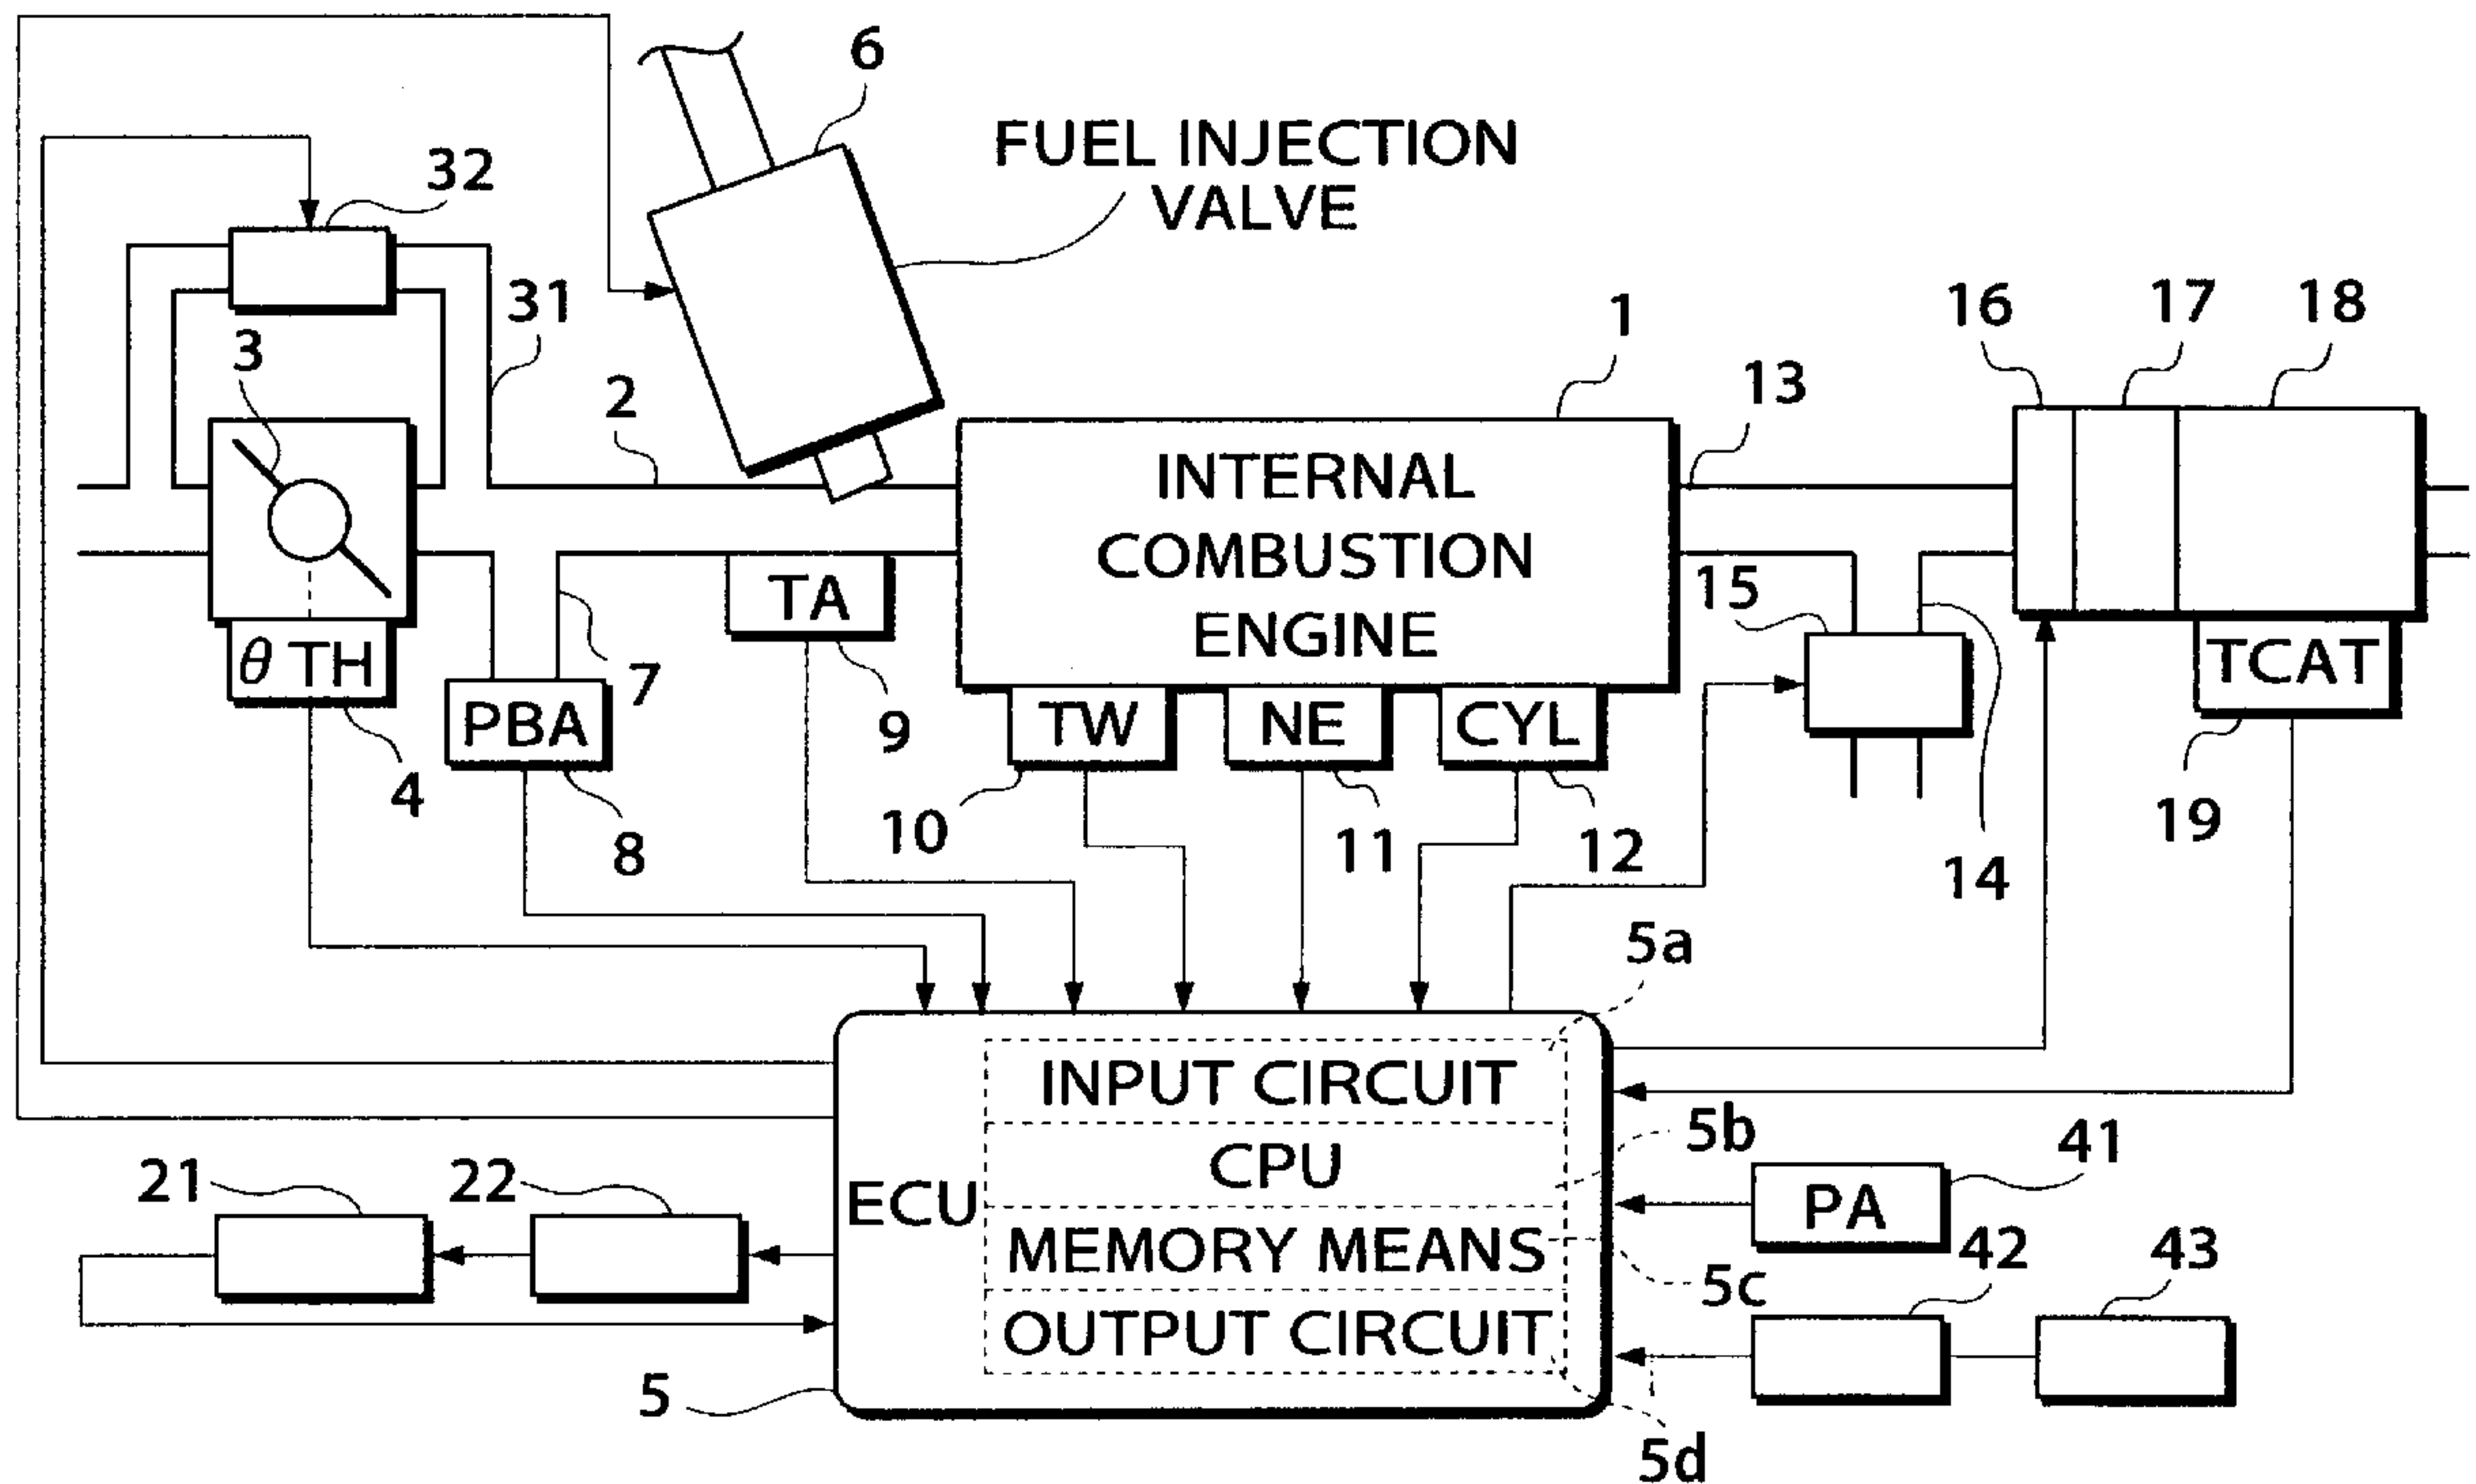 6
FUEL INJECTION
VALVE
32
31
3
2
1
13
16
17
18
INTERNAL
COMBUSTION
ENGINE
15
TA
θ TH
7
PBA
9
TW
NE
CYL
TCAT
4
8
10
11
12
14
19
5a
INPUT CIRCUIT
5b
41
CPU
21
22
ECU
PA
MEMORY MEANS
42
43
5c
OUTPUT CIRCUIT
5
5d